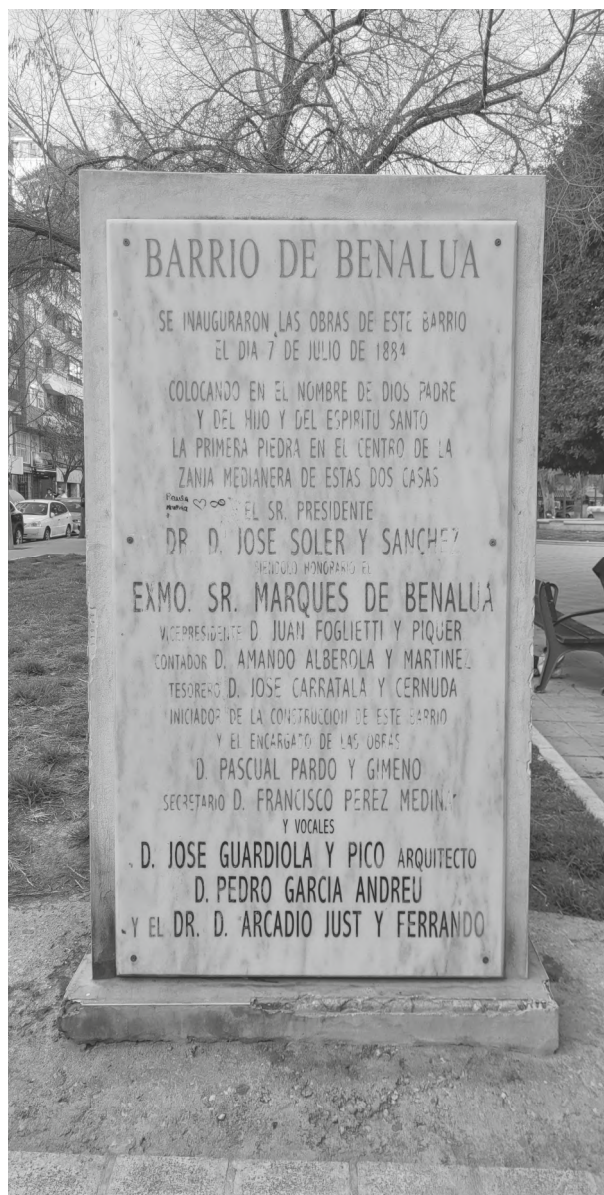 BARRIO DE BENALUA
SE INAUGURARON LAS OBRAS DE ESTE BARRIO
EL DIA 7 DE JULIO DE 1884
COLOCANDO EN EL NOMBRE DE DIOS PADRE
Y DEL HIJO Y DEL ESPIRITU SANTO
LA PRIMERA PIEDRA EN EL CENTRO DE LA
ZANJA MEDIANERA DE ESTAS DOS CASAS
Paula
EL SR. PRESIDENTE
DR. D. JOSE SOLER Y SANCHEZ
SIENDOLO HONORARIO EL
EXMO. SR. MARQUES DE BENALUA
VICEPRESIDENTE D. JUAN FOGLIETTI Y PIQUER
CONTADOR D. AMANDO ALBEROLA Y MARTINEZ
TESORERO D. JOSE CARRATALA Y CERNUDA
INICIADOR DE LA CONSTRUCCION DE ESTE BARRIO
Y EL ENCARGADO DE LAS OBRAS
D. PASCUAL PARDO Y GIMENO
SECRETARIO D. FRANCISCO PEREZ MEDINA
Y VOCALES
D. JOSE GUARDIOLA Y PICO ARQUITECTO
D. PEDRO GARCIA ANDREU
Y EL DR. D. ARCADIO JUST Y FERRANDO